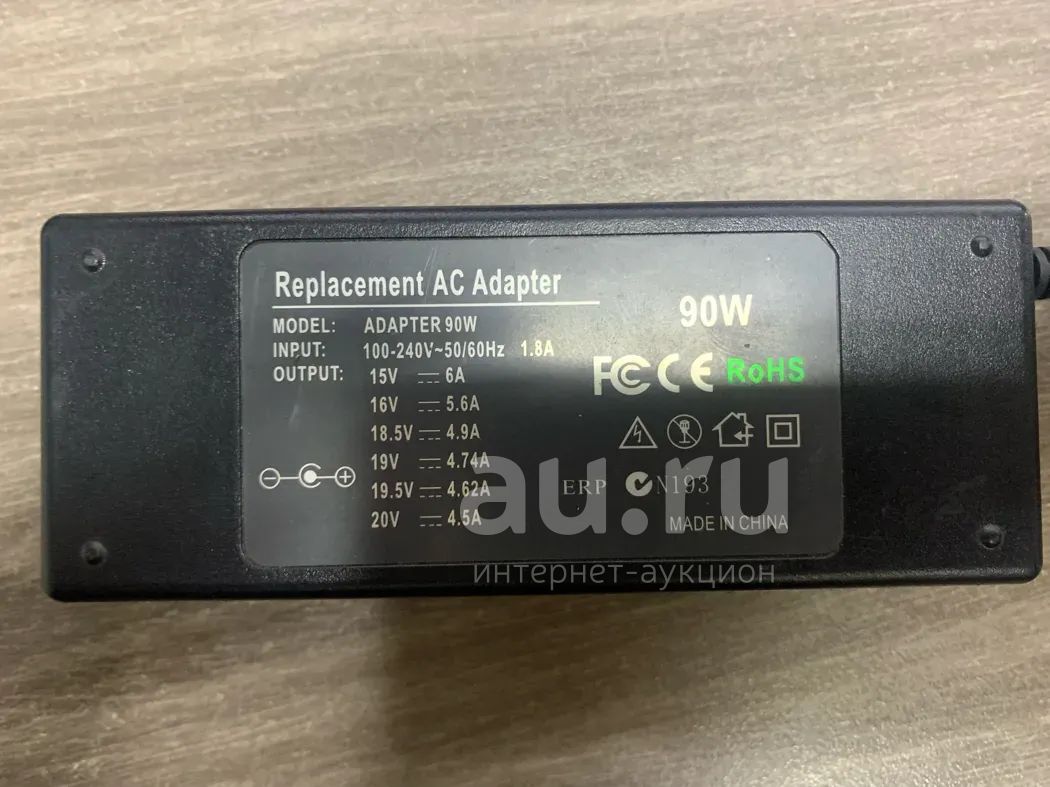 Replacement AC Adapter
90W
MODEL: ADAPTER 90W
INPUT: 100-240V~50/60Hz 1.8A
OUTPUT: 15V 6A
16V 5.6A
18.5V 4.9A
19V 4.74A
19.5V 4.62A
20V 4.5A
FC CE RoHS
ERP N193
MADE IN CHINA
au.ru
интернет-аукцион